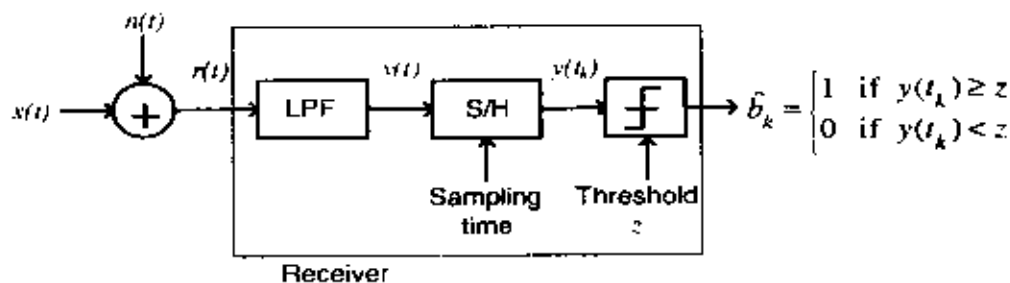 n(t)
x(t)
+
r(t)
LPF
y(t)
S/H
y(t_k)
b̂_k = { 1 if y(t_k) ≥ z
0 if y(t_k) < z
Sampling
time
Threshold
z
Receiver